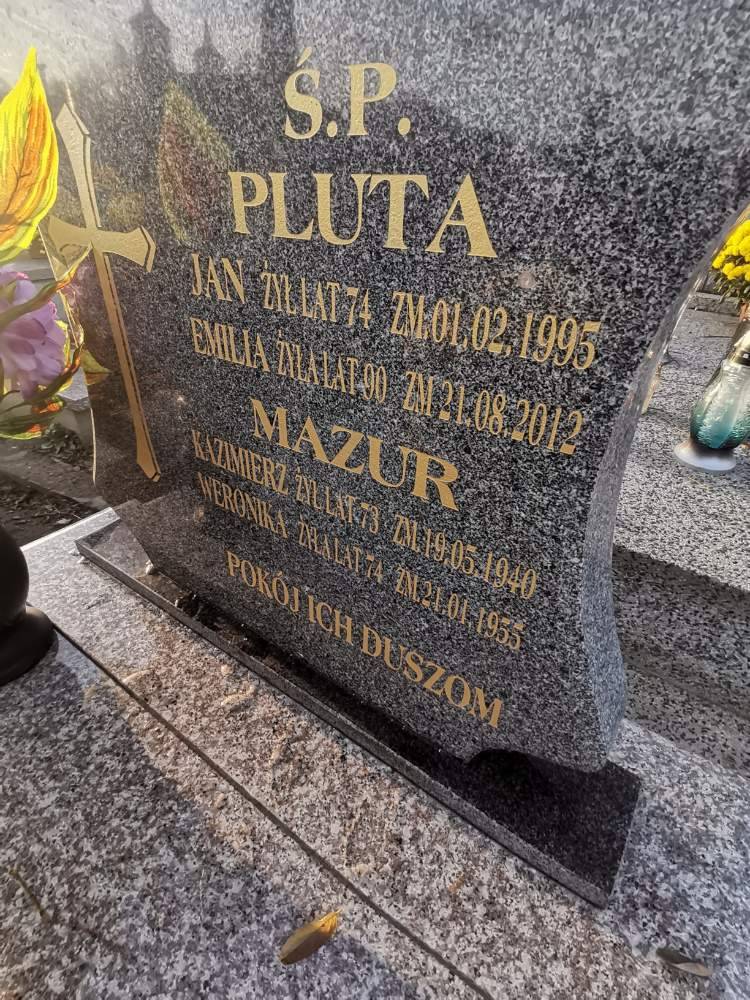 Ś.P.
PLUTA
JAN ŻYŁ LAT 74 ZM.01.02.1995
EMILIA ŻYŁA LAT 90 ZM 21.08.2012
MAZUR
KAZIMIERZ ŻYŁ LAT 73 ZM.19.05.1940
WERONIKA ŻYŁA LAT 74 ZM.21.01.1955
POKÓJ ICH DUSZOM